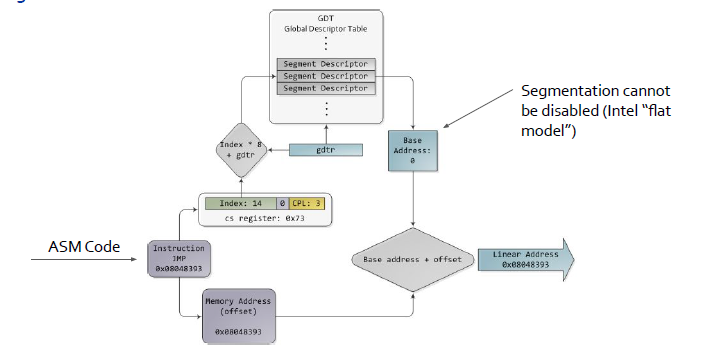 GDT
Global Descriptor Table
Segment Descriptor
Segment Descriptor
Segment Descriptor
Segmentation cannot
be disabled (Intel “flat
model”)
Index * 8
+ gdtr
gdtr
Base
Address:
0
Index: 14 0 CPL: 3
cs register: 0x73
ASM Code
Instruction
JMP
0x08048393
Base address + offset
Linear Address
0x08048393
Memory Address
(offset)
0x08048393